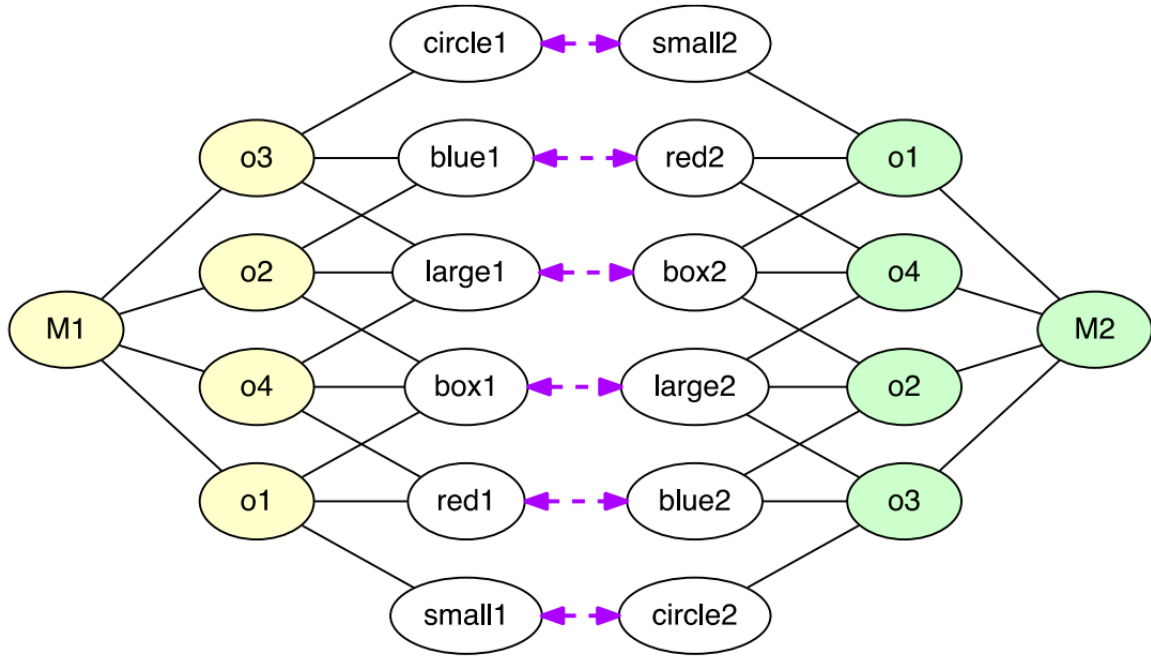 circle1 small2
o3 blue1 red2 o1
o2 large1 box2 o4
M1 M2
o4 box1 large2 o2
o1 red1 blue2 o3
small1 circle2